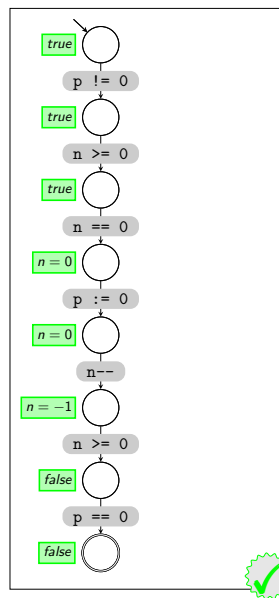 true
p != 0
true
n >= 0
true
n == 0
n = 0
p := 0
n = 0
n--
n = −1
n >= 0
false
p == 0
false